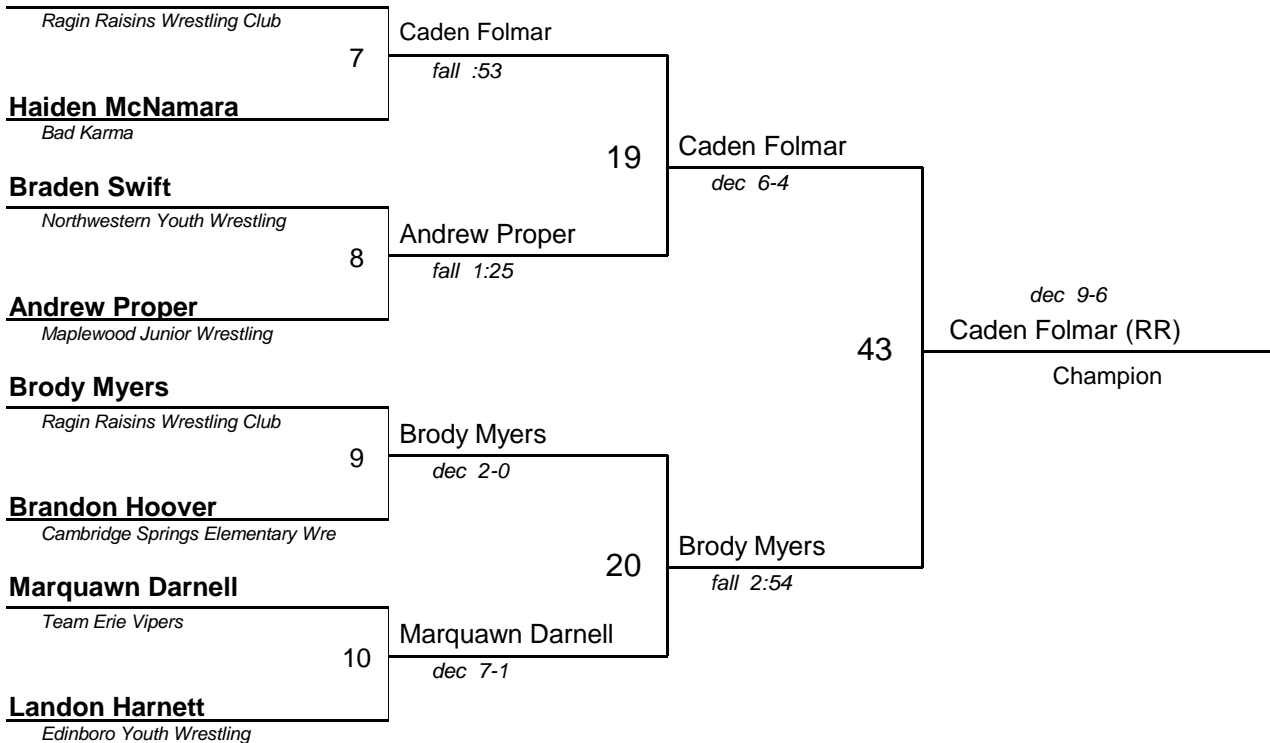 Ragin Raisins Wrestling Club
7
Caden Folmar
fall :53
Haiden McNamara
Bad Karma
19
Caden Folmar
dec 6-4
Braden Swift
Northwestern Youth Wrestling
8
Andrew Proper
fall 1:25
Andrew Proper
Maplewood Junior Wrestling
43
dec 9-6
Caden Folmar (RR)
Champion
Brody Myers
Ragin Raisins Wrestling Club
9
Brody Myers
dec 2-0
Brandon Hoover
Cambridge Springs Elementary Wre
20
Brody Myers
fall 2:54
Marquawn Darnell
Team Erie Vipers
10
Marquawn Darnell
dec 7-1
Landon Harnett
Edinboro Youth Wrestling